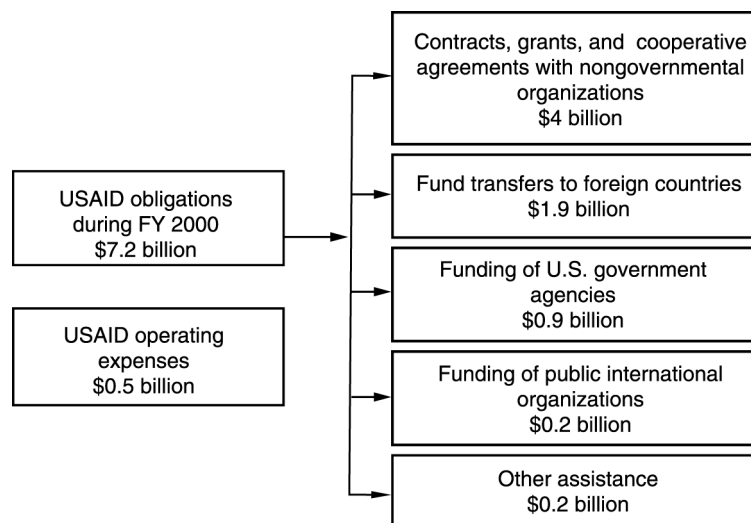 Contracts, grants, and cooperative
agreements with nongovernmental
organizations
$4 billion
USAID obligations
during FY 2000
$7.2 billion
Fund transfers to foreign countries
$1.9 billion
Funding of U.S. government
agencies
$0.9 billion
USAID operating
expenses
$0.5 billion
Funding of public international
organizations
$0.2 billion
Other assistance
$0.2 billion